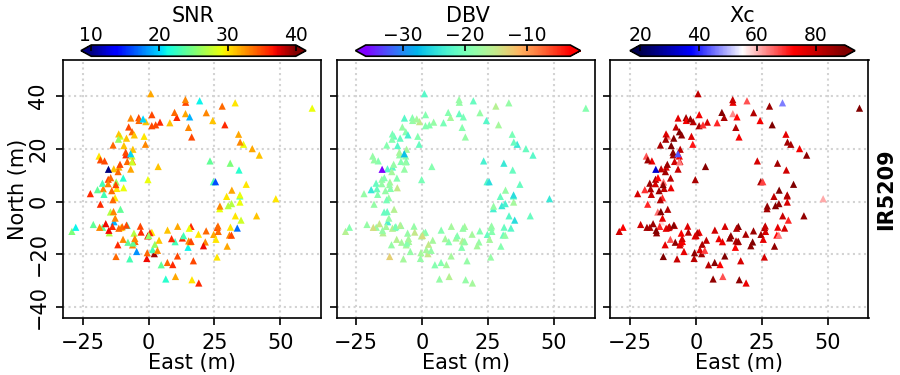 SNR DBV Xc
10 20 30 40 −30 −20 −10 20 40 60 80
40
20
0
−20
−40
North (m)
IR5209
−25 0 25 50 −25 0 25 50 −25 0 25 50
East (m) East (m) East (m)